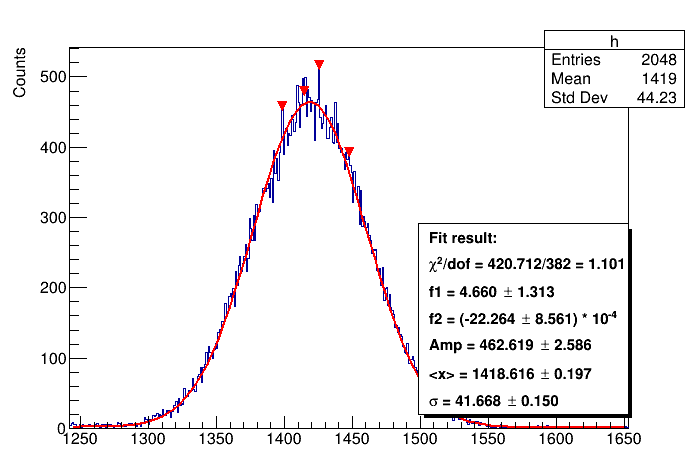 h
Entries 2048
Mean 1419
Std Dev 44.23
Counts
500
400
300
200
100
0
Fit result:
χ²/dof = 420.712/382 = 1.101
f1 = 4.660 ± 1.313
f2 = (-22.264 ± 8.561) * 10⁻⁴
Amp = 462.619 ± 2.586
<x> = 1418.616 ± 0.197
σ = 41.668 ± 0.150
1250 1300 1350 1400 1450 1500 1550 1600 1650